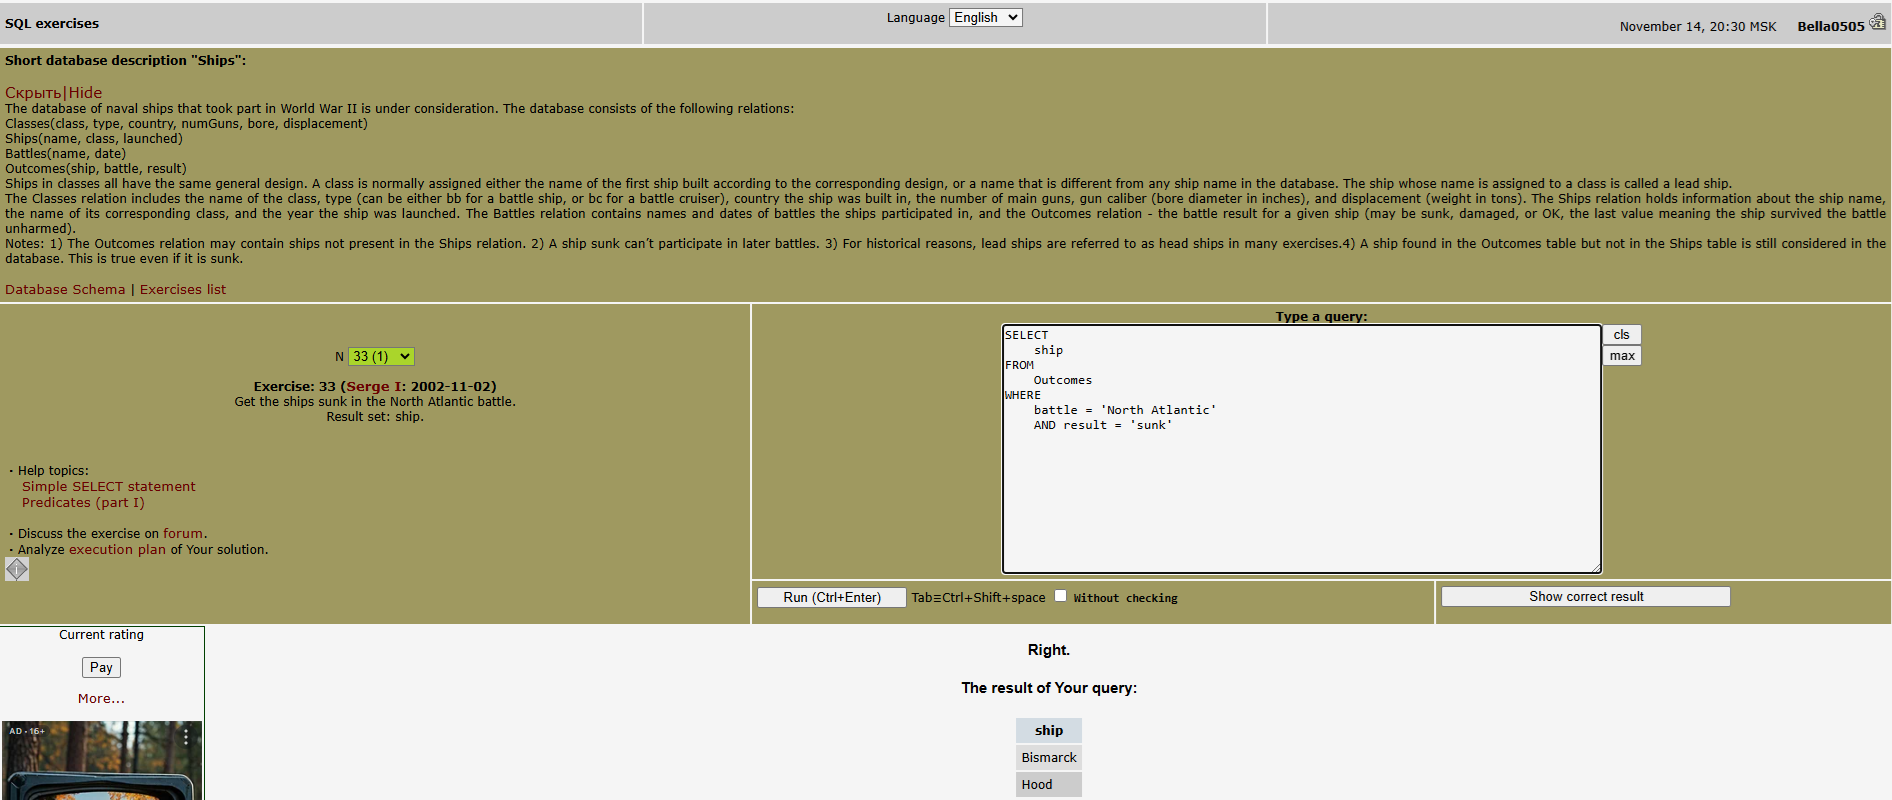 SQL exercises
Language English
November 14, 20:30 MSK Bella0505
Short database description "Ships":
Скрыть|Hide
The database of naval ships that took part in World War II is under consideration. The database consists of the following relations:
Classes(class, type, country, numGuns, bore, displacement)
Ships(name, class, launched)
Battles(name, date)
Outcomes(ship, battle, result)
Ships in classes all have the same general design. A class is normally assigned either the name of the first ship built according to the corresponding design, or a name that is different from any ship name in the database. The ship whose name is assigned to a class is called a lead ship.
The Classes relation includes the name of the class, type (can be either bb for a battle ship, or bc for a battle cruiser), country the ship was built in, the number of main guns, gun caliber (bore diameter in inches), and displacement (weight in tons). The Ships relation holds information about the ship name,
the name of its corresponding class, and the year the ship was launched. The Battles relation contains names and dates of battles the ships participated in, and the Outcomes relation - the battle result for a given ship (may be sunk, damaged, or OK, the last value meaning the ship survived the battle
unharmed).
Notes: 1) The Outcomes relation may contain ships not present in the Ships relation. 2) A ship sunk can't participate in later battles. 3) For historical reasons, lead ships are referred to as head ships in many exercises.4) A ship found in the Outcomes table but not in the Ships table is still considered in the
database. This is true even if it is sunk.
Database Schema | Exercises list
N 33 (1)
Exercise: 33 (Serge I: 2002-11-02)
Get the ships sunk in the North Atlantic battle.
Result set: ship.
· Help topics:
Simple SELECT statement
Predicates (part I)
· Discuss the exercise on forum.
· Analyze execution plan of Your solution.
Type a query:
SELECT
ship
FROM
Outcomes
WHERE
battle = 'North Atlantic'
AND result = 'sunk'
cls
max
Run (Ctrl+Enter) Tab≡Ctrl+Shift+space Without checking
Show correct result
Current rating
Pay
More...
AD • 16+
Right.
The result of Your query:
ship
Bismarck
Hood